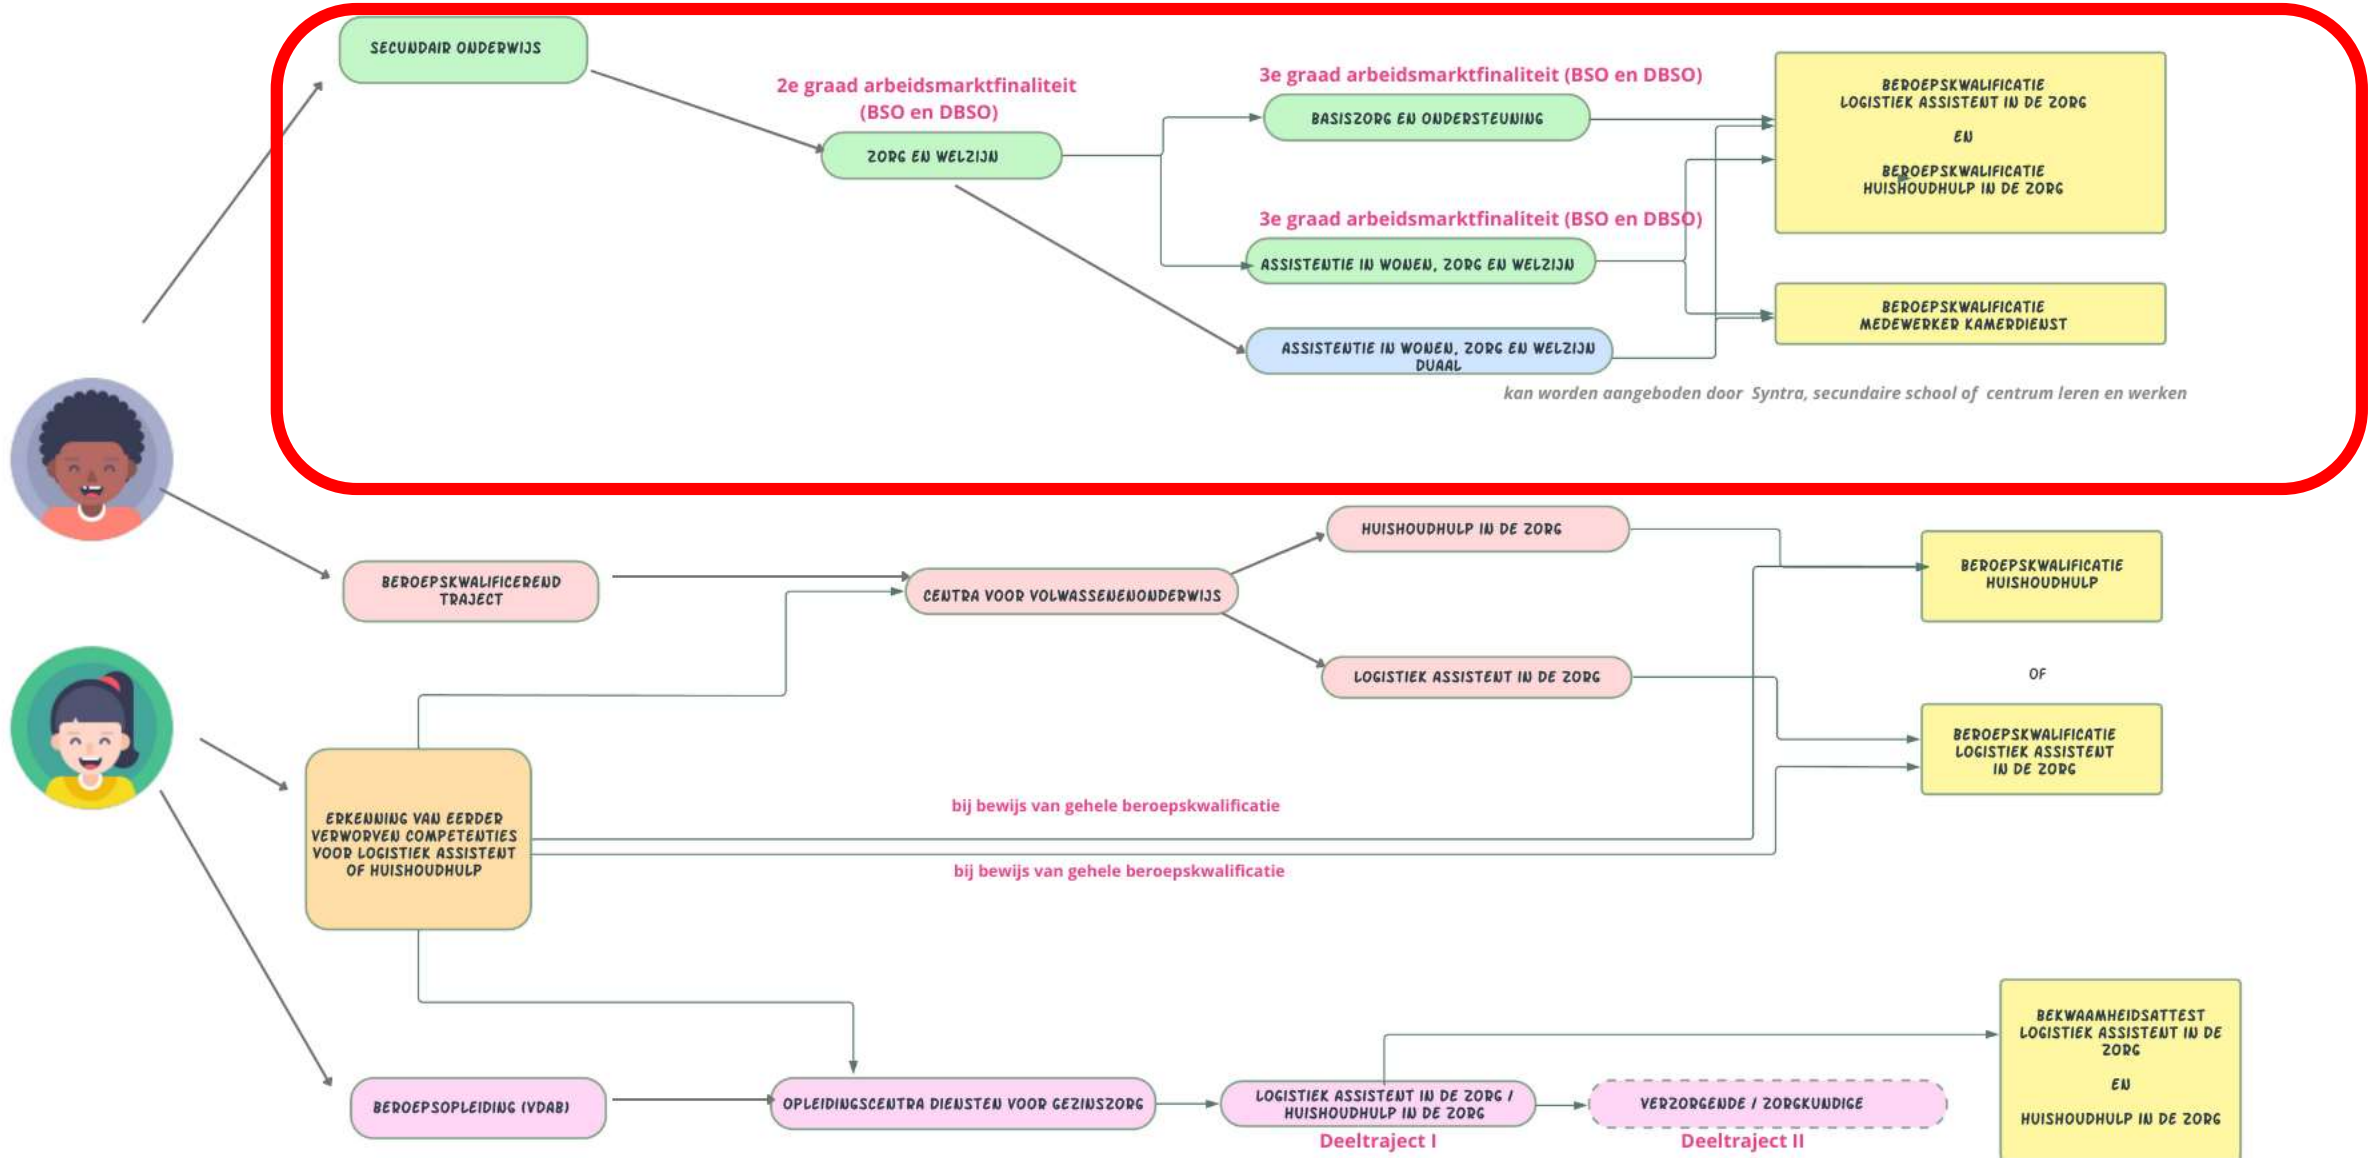 SECUNDAIR ONDERWIJS
2e graad arbeidsmarktfinaliteit
(BSO en DBSO)
ZORG EN WELZIJN
3e graad arbeidsmarktfinaliteit (BSO en DBSO)
BASISZORG EN ONDERSTEUNING
3e graad arbeidsmarktfinaliteit (BSO en DBSO)
ASSISTENTIE IN WONEN, ZORG EN WELZIJN
ASSISTENTIE IN WONEN, ZORG EN WELZIJN
DUAAL
kan worden aangeboden door Syntra, secundaire school of centrum leren en werken
BEROEPSKWALIFICATIE
LOGISTIEK ASSISTENT IN DE ZORG
EN
BEROEPSKWALIFICATIE
HUISHOUDHULP IN DE ZORG
BEROEPSKWALIFICATIE
MEDEWERKER KAMERDIENST
BEROEPSKWALIFICEREND
TRAJECT
CENTRA VOOR VOLWASSENENONDERWIJS
HUISHOUDHULP IN DE ZORG
LOGISTIEK ASSISTENT IN DE ZORG
BEROEPSKWALIFICATIE
HUISHOUDHULP
OF
BEROEPSKWALIFICATIE
LOGISTIEK ASSISTENT
IN DE ZORG
ERKENNING VAN EERDER
VERWORVEN COMPETENTIES
VOOR LOGISTIEK ASSISTENT
OF HUISHOUDHULP
bij bewijs van gehele beroepskwalificatie
bij bewijs van gehele beroepskwalificatie
BEROEPSOPLEIDING (VDAB)
OPLEIDINGSCENTRA DIENSTEN VOOR GEZINSZORG
LOGISTIEK ASSISTENT IN DE ZORG /
HUISHOUDHULP IN DE ZORG
Deeltraject I
VERZORGENDE / ZORGKUNDIGE
Deeltraject II
BEKWAAMHEIDSATTEST
LOGISTIEK ASSISTENT IN DE
ZORG
EN
HUISHOUDHULP IN DE ZORG